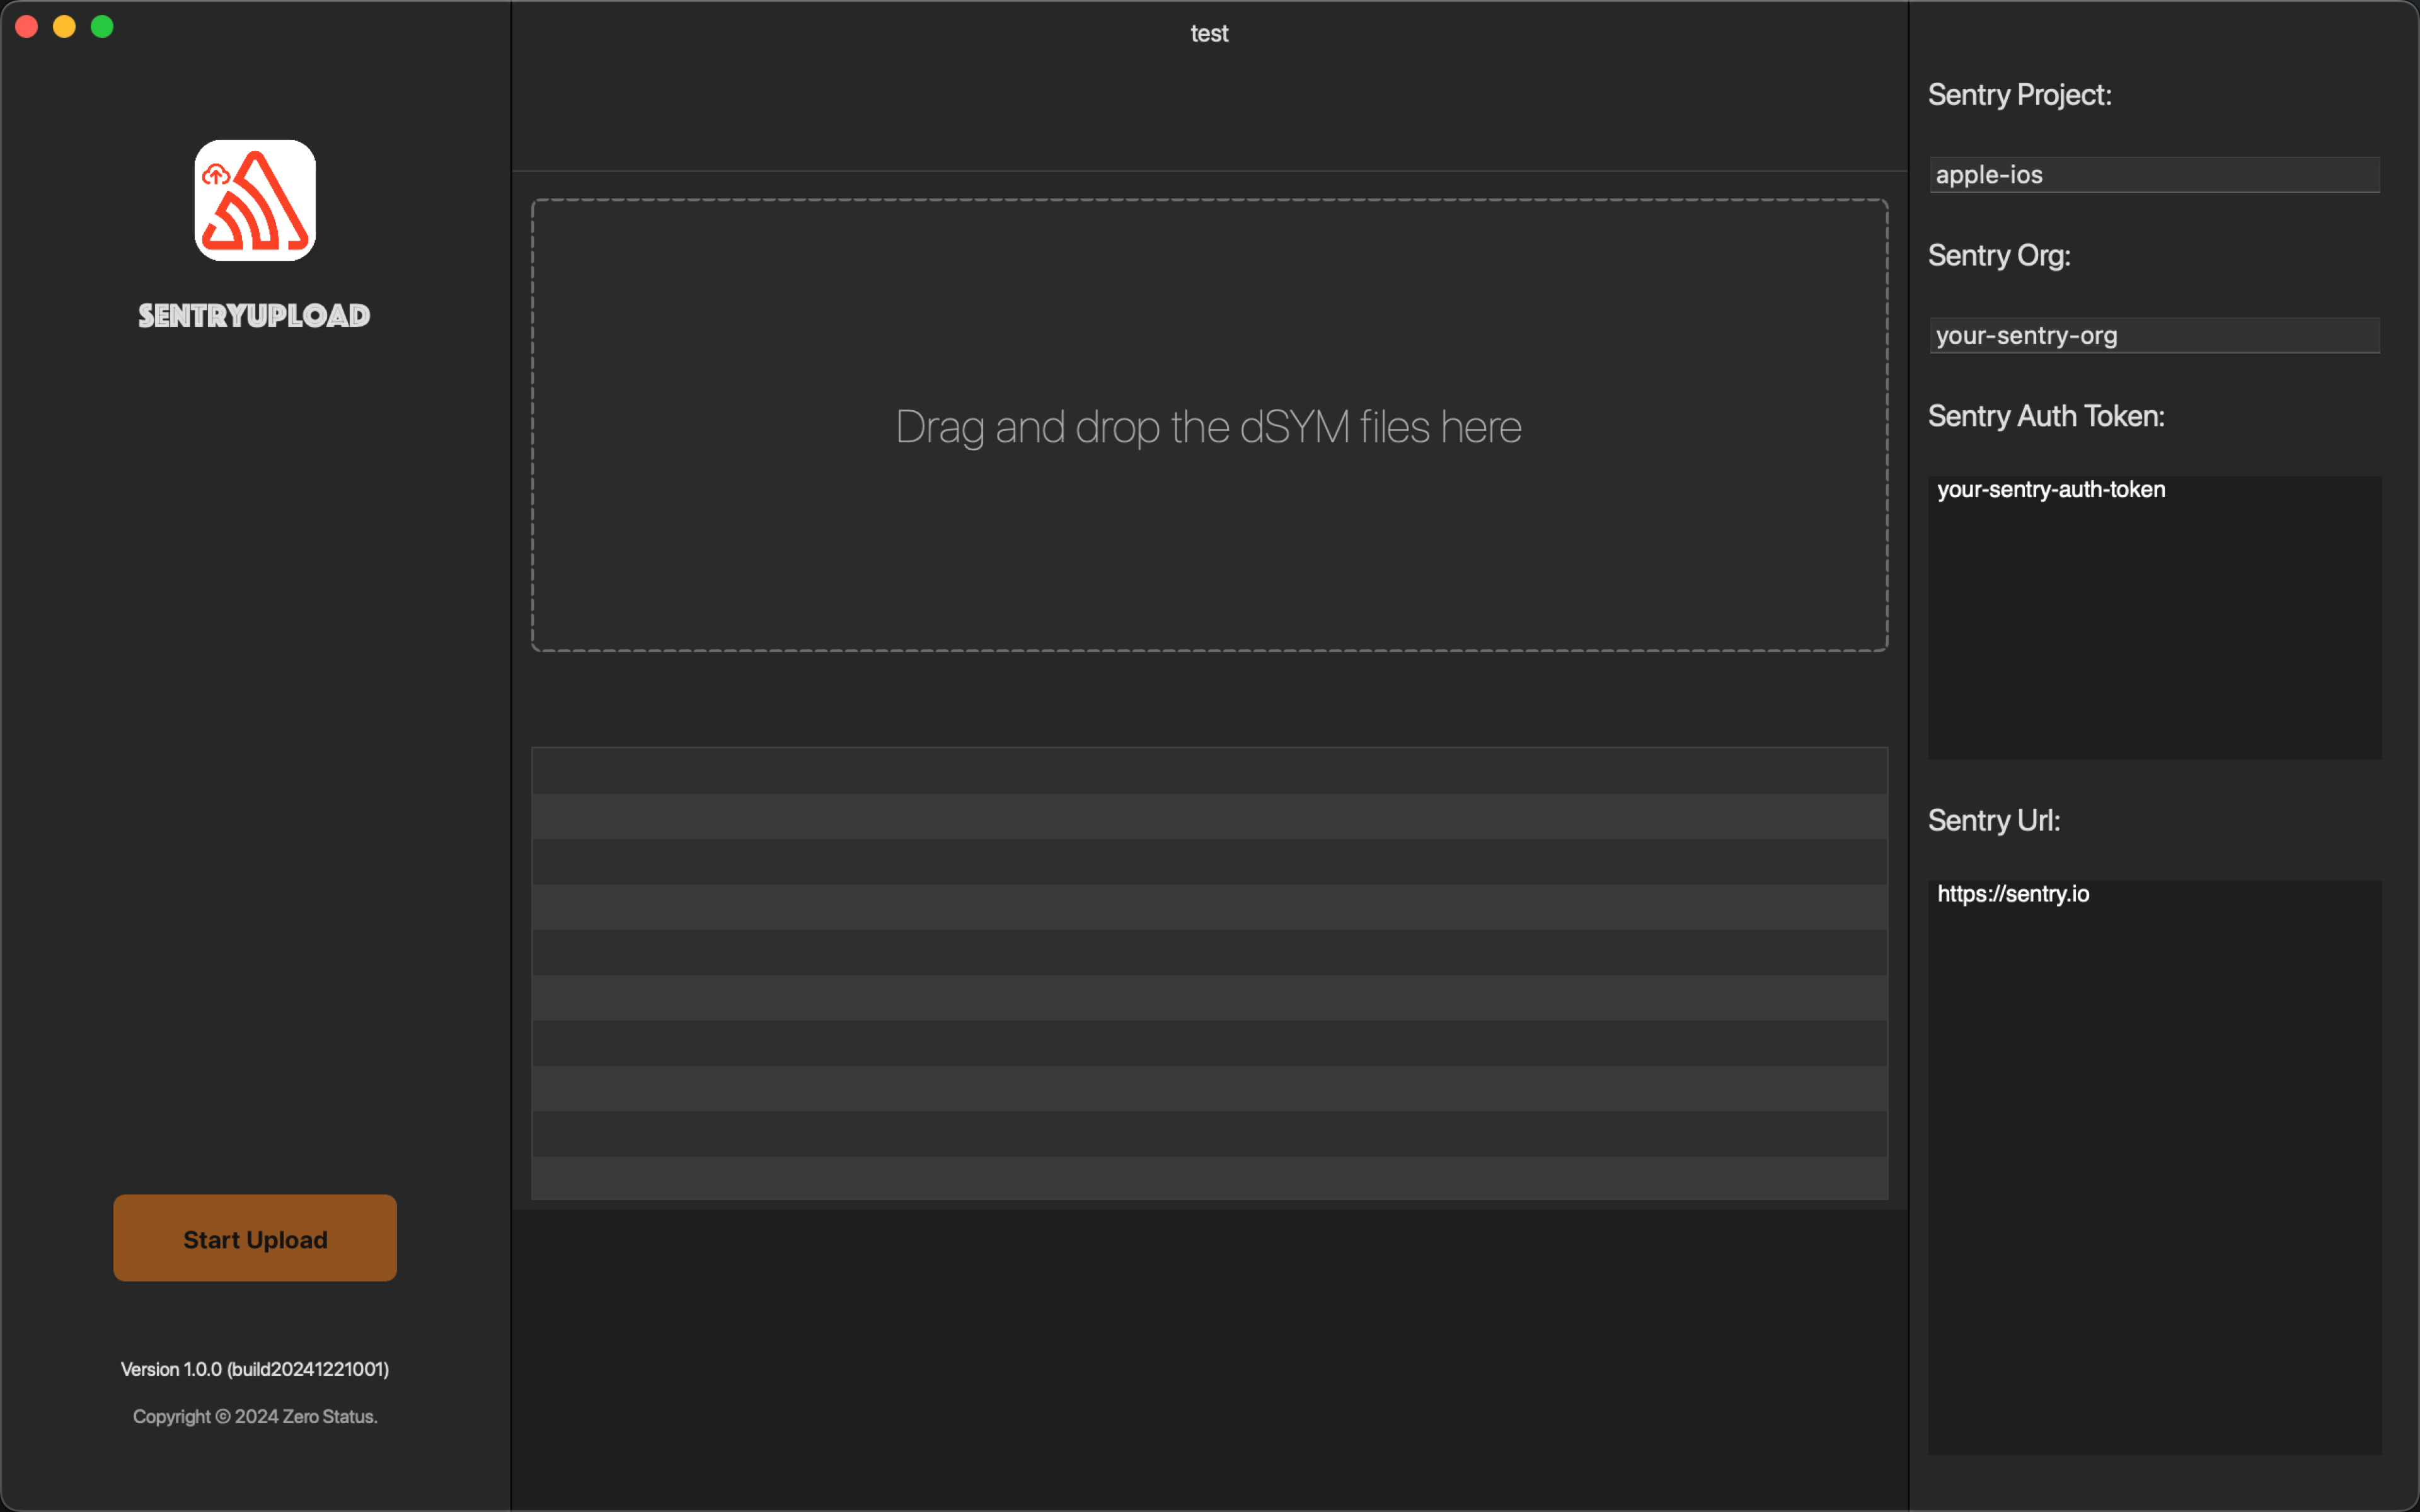 test
SENTRYUPLOAD
Start Upload
Version 1.0.0 (build20241221001)
Copyright © 2024 Zero Status.
Drag and drop the dSYM files here
Sentry Project:
apple-ios
Sentry Org:
your-sentry-org
Sentry Auth Token:
your-sentry-auth-token
Sentry Url:
https://sentry.io